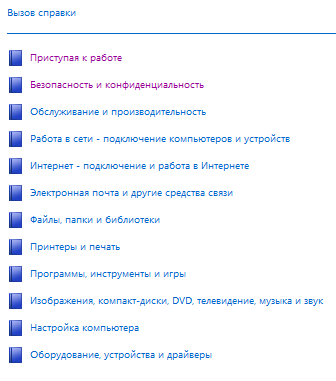 Вызов справки
Приступая к работе
Безопасность и конфиденциальность
Обслуживание и производительность
Работа в сети - подключение компьютеров и устройств
Интернет - подключение и работа в Интернете
Электронная почта и другие средства связи
Файлы, папки и библиотеки
Принтеры и печать
Программы, инструменты и игры
Изображения, компакт-диски, DVD, телевидение, музыка и звук
Настройка компьютера
Оборудование, устройства и драйверы